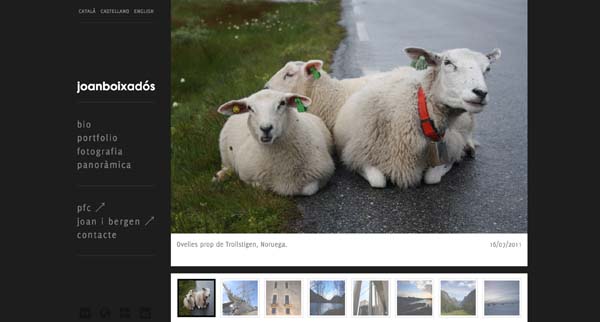 CATALÀ CASTELLANO ENGLISH
joanboixadós
bio
portfolio
fotografia
panoràmica
pfc
joan i bergen
contacte
Ovelles prop de Trollstigen, Noruega. 16/07/2011